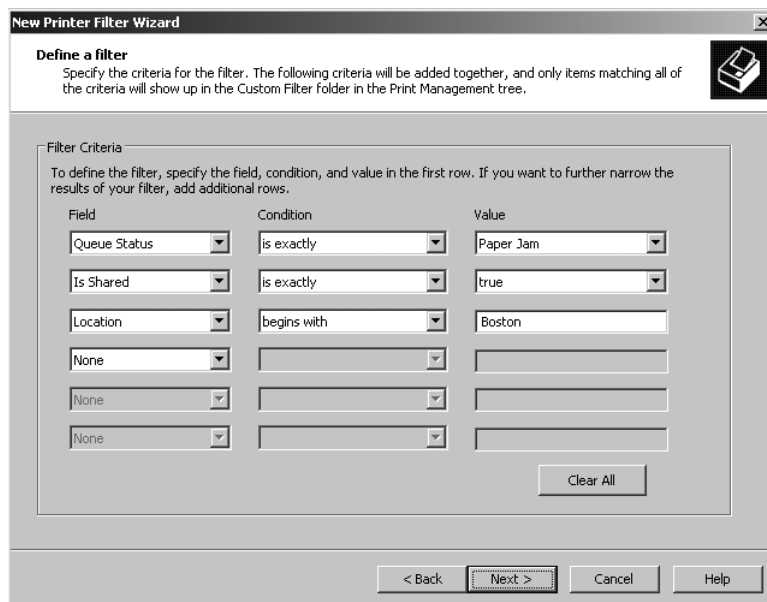 New Printer Filter Wizard
Define a filter
Specify the criteria for the filter. The following criteria will be added together, and only items matching all of
the criteria will show up in the Custom Filter folder in the Print Management tree.
Filter Criteria
To define the filter, specify the field, condition, and value in the first row. If you want to further narrow the
results of your filter, add additional rows.
Field Condition Value
Queue Status is exactly Paper Jam
Is Shared is exactly true
Location begins with Boston
None
None
None
Clear All
< Back Next > Cancel Help